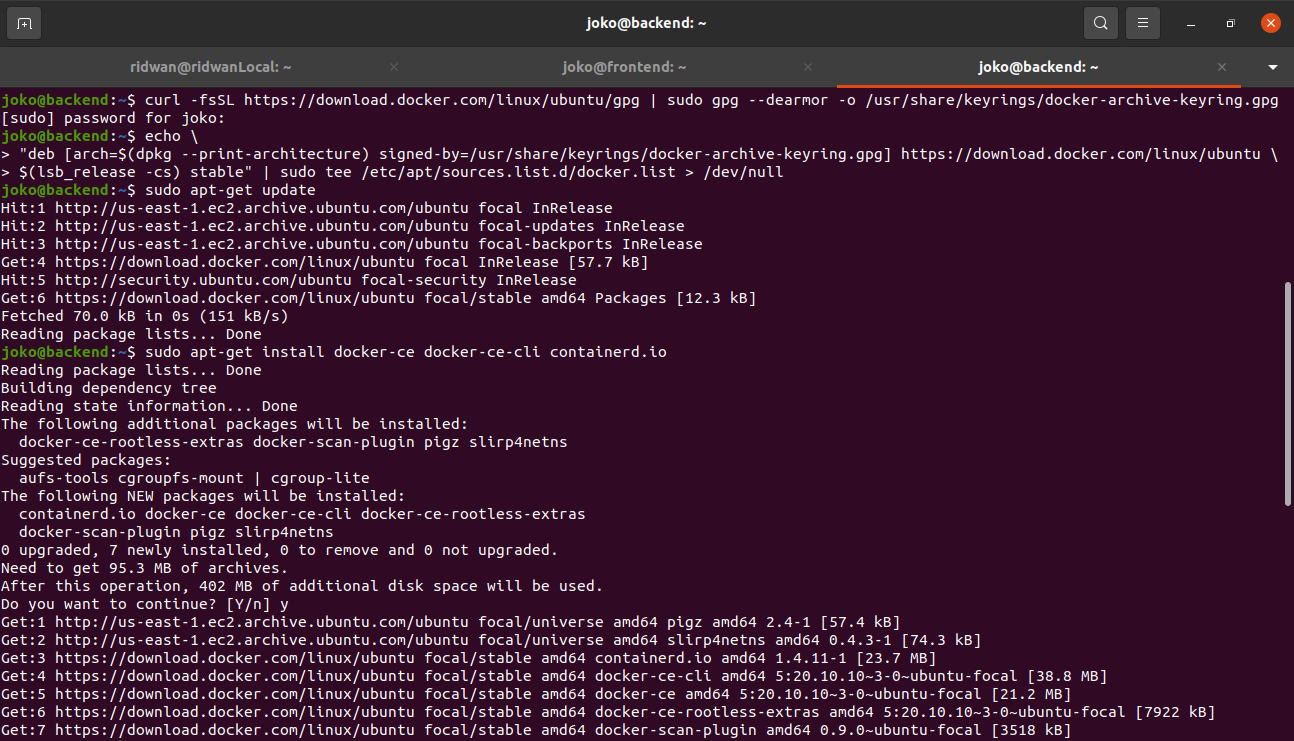 joko@backend: ~
ridwan@ridwanLocal: ~
joko@frontend: ~
joko@backend: ~
joko@backend:~$ curl -fsSL https://download.docker.com/linux/ubuntu/gpg | sudo gpg --dearmor -o /usr/share/keyrings/docker-archive-keyring.gpg
[sudo] password for joko:
joko@backend:~$ echo \
> "deb [arch=$(dpkg --print-architecture) signed-by=/usr/share/keyrings/docker-archive-keyring.gpg] https://download.docker.com/linux/ubuntu \
> $(lsb_release -cs) stable" | sudo tee /etc/apt/sources.list.d/docker.list > /dev/null
joko@backend:~$ sudo apt-get update
Hit:1 http://us-east-1.ec2.archive.ubuntu.com/ubuntu focal InRelease
Hit:2 http://us-east-1.ec2.archive.ubuntu.com/ubuntu focal-updates InRelease
Hit:3 http://us-east-1.ec2.archive.ubuntu.com/ubuntu focal-backports InRelease
Get:4 https://download.docker.com/linux/ubuntu focal InRelease [57.7 kB]
Hit:5 http://security.ubuntu.com/ubuntu focal-security InRelease
Get:6 https://download.docker.com/linux/ubuntu focal/stable amd64 Packages [12.3 kB]
Fetched 70.0 kB in 0s (151 kB/s)
Reading package lists... Done
joko@backend:~$ sudo apt-get install docker-ce docker-ce-cli containerd.io
Reading package lists... Done
Building dependency tree
Reading state information... Done
The following additional packages will be installed:
  docker-ce-rootless-extras docker-scan-plugin pigz slirp4netns
Suggested packages:
  aufs-tools cgroupfs-mount | cgroup-lite
The following NEW packages will be installed:
  containerd.io docker-ce docker-ce-cli docker-ce-rootless-extras
  docker-scan-plugin pigz slirp4netns
0 upgraded, 7 newly installed, 0 to remove and 0 not upgraded.
Need to get 95.3 MB of archives.
After this operation, 402 MB of additional disk space will be used.
Do you want to continue? [Y/n] y
Get:1 http://us-east-1.ec2.archive.ubuntu.com/ubuntu focal/universe amd64 pigz amd64 2.4-1 [57.4 kB]
Get:2 http://us-east-1.ec2.archive.ubuntu.com/ubuntu focal/universe amd64 slirp4netns amd64 0.4.3-1 [74.3 kB]
Get:3 https://download.docker.com/linux/ubuntu focal/stable amd64 containerd.io amd64 1.4.11-1 [23.7 MB]
Get:4 https://download.docker.com/linux/ubuntu focal/stable amd64 docker-ce-cli amd64 5:20.10.10~3-0~ubuntu-focal [38.8 MB]
Get:5 https://download.docker.com/linux/ubuntu focal/stable amd64 docker-ce amd64 5:20.10.10~3-0~ubuntu-focal [21.2 MB]
Get:6 https://download.docker.com/linux/ubuntu focal/stable amd64 docker-ce-rootless-extras amd64 5:20.10.10~3-0~ubuntu-focal [7922 kB]
Get:7 https://download.docker.com/linux/ubuntu focal/stable amd64 docker-scan-plugin amd64 0.9.0~ubuntu-focal [3518 kB]